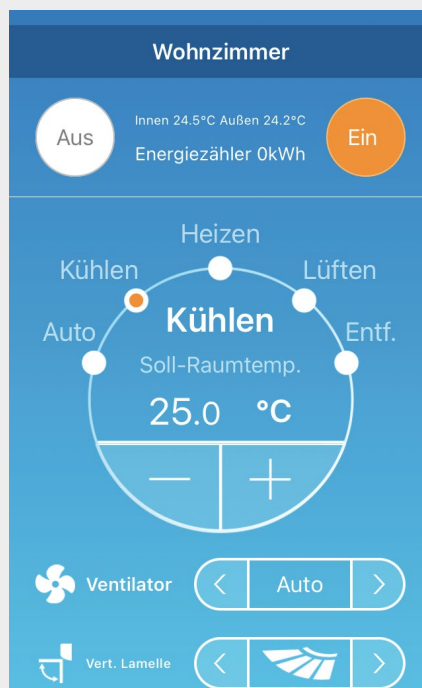 Wohnzimmer
Aus
Innen 24.5°C Außen 24.2°C
Energiezähler 0kWh
Ein
Heizen
Kühlen
Lüften
Auto
Kühlen
Entf.
Soll-Raumtemp.
25.0 °C
Ventilator
Auto
Vert. Lamelle